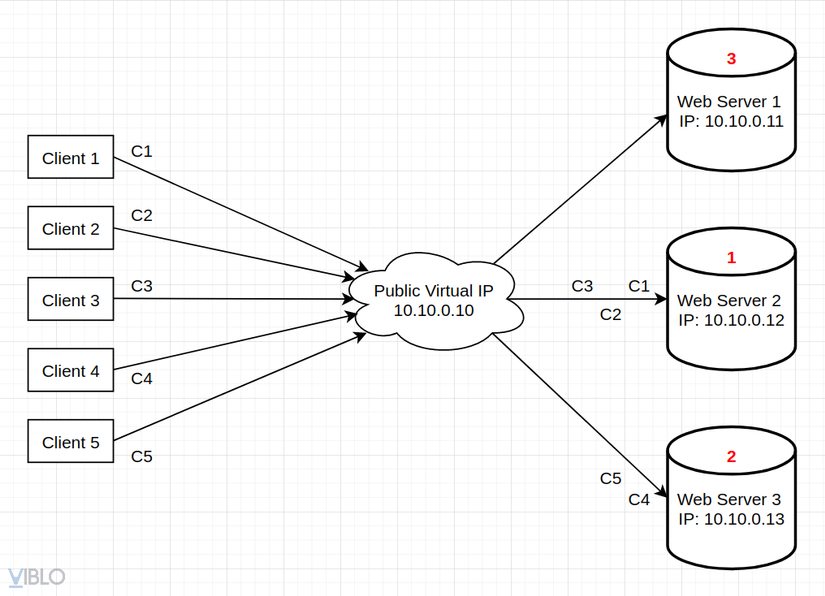 3
Web Server 1
IP: 10.10.0.11
Client 1
C1
Client 2
C2
Client 3
C3
Client 4
C4
Client 5
C5
Public Virtual IP
10.10.0.10
C3
C1
C2
1
Web Server 2
IP: 10.10.0.12
C5
C4
2
Web Server 3
IP: 10.10.0.13
VIBLO